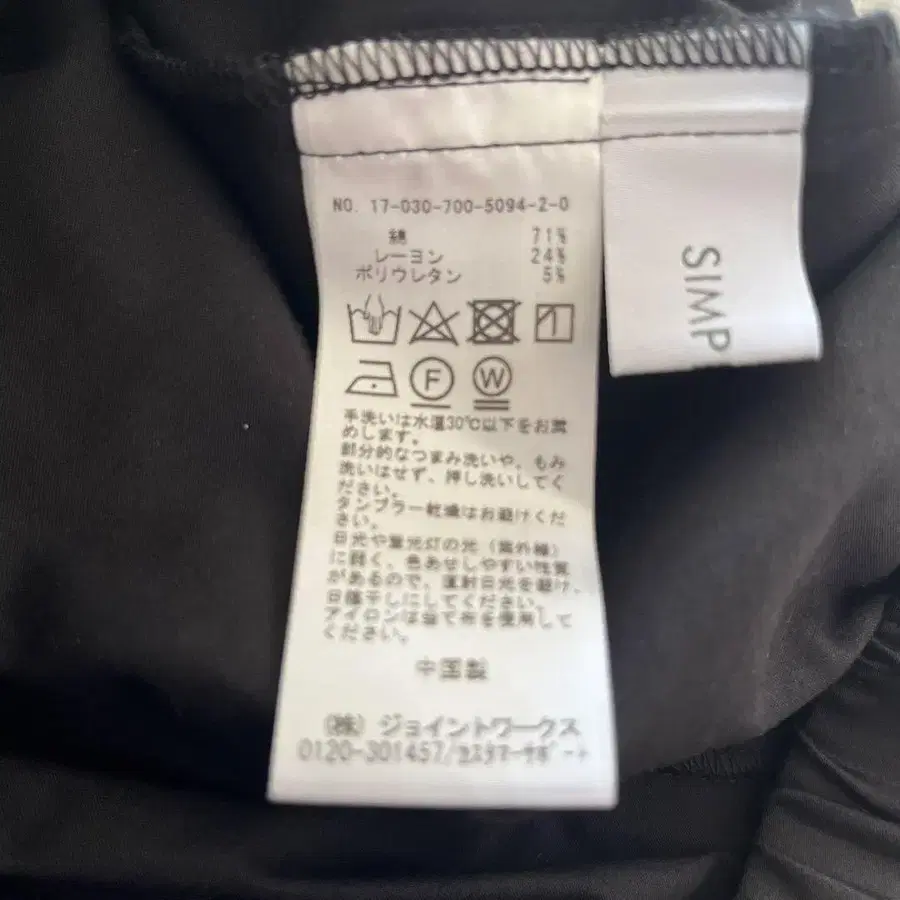 NO. 17-030-700-5094-2-0
綿 71%
レーヨン 24%
ポリウレタン 5%
F W
手洗いは水温30℃以下をお薦
めします。
部分的なつまみ洗いや、もみ
洗いはせず、押し洗いしてく
ださい。
タンブラー乾燥はお避けくだ
さい。
日光や蛍光灯の光(紫外線)
に弱く、色あせしやすい性質
があるので、直射日光を避け、
日陰干しにしてください。
アイロンは当て布を使用して
ください。
中国製
(株)ジョイントワークス
0120-301457/カスタマーサポート
SIMP